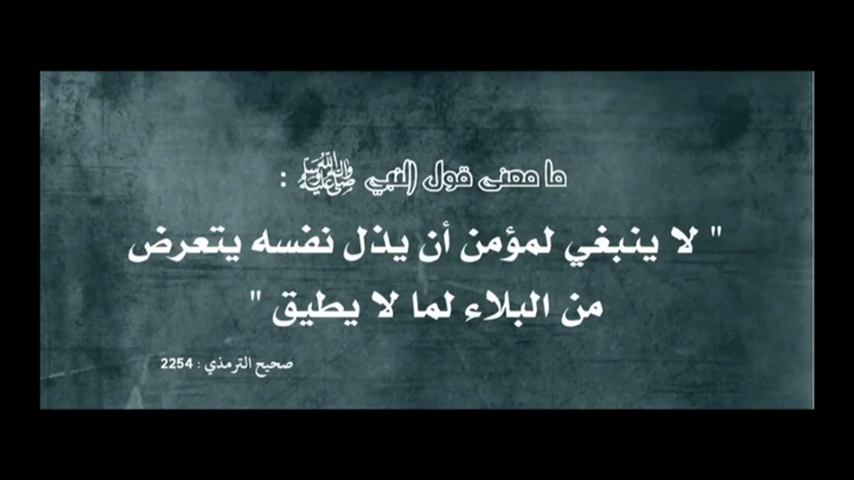 ما معنى قول النبي ﷺ :
" لا ينبغي لمؤمن أن يذل نفسه يتعرض
من البلاء لما لا يطيق "
صحيح الترمذي : 2254